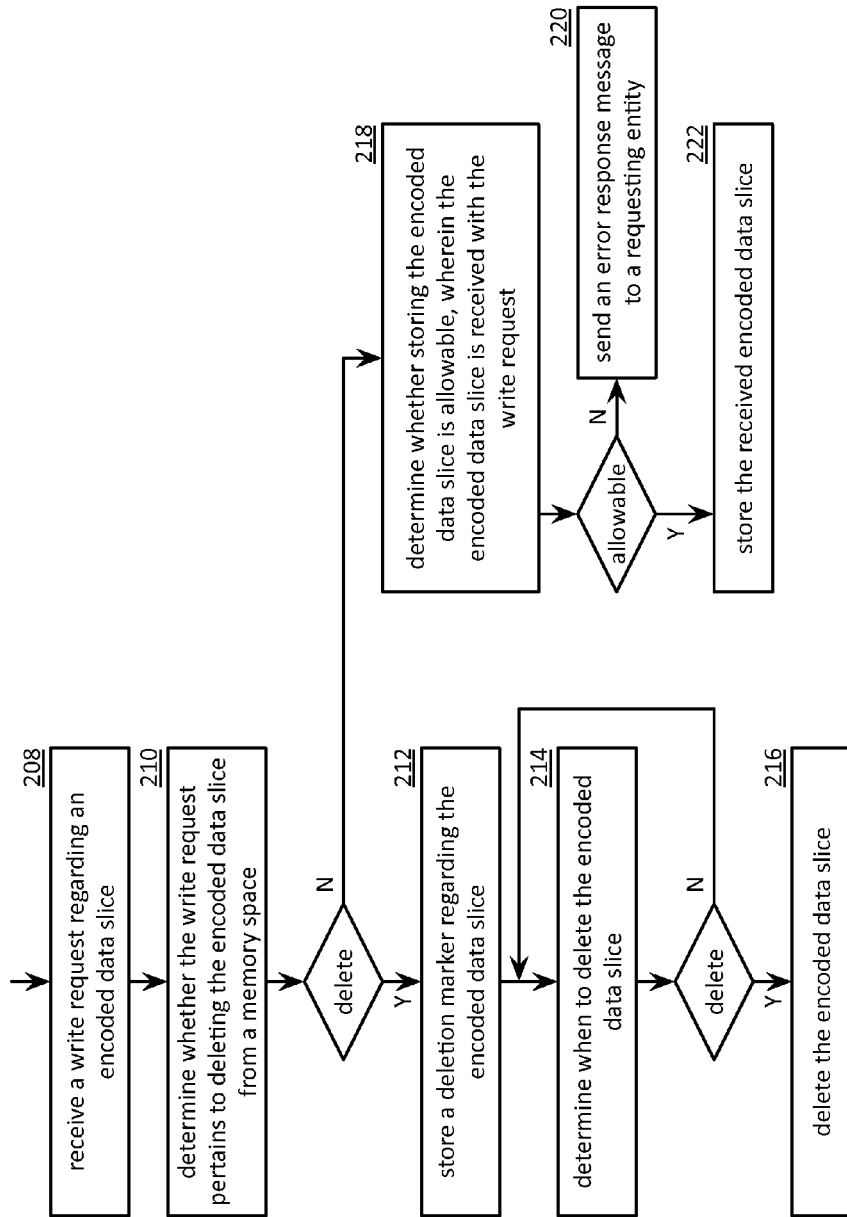 208
receive a write request regarding an
encoded data slice
210
determine whether the write request
pertains to deleting the encoded data slice
from a memory space
delete
N
Y
212
store a deletion marker regarding the
encoded data slice
214
determine when to delete the encoded
data slice
delete
N
Y
216
delete the encoded data slice
218
determine whether storing the encoded
data slice is allowable, wherein the
encoded data slice is received with the
write request
allowable
N
Y
220
send an error response message
to a requesting entity
222
store the received encoded data slice